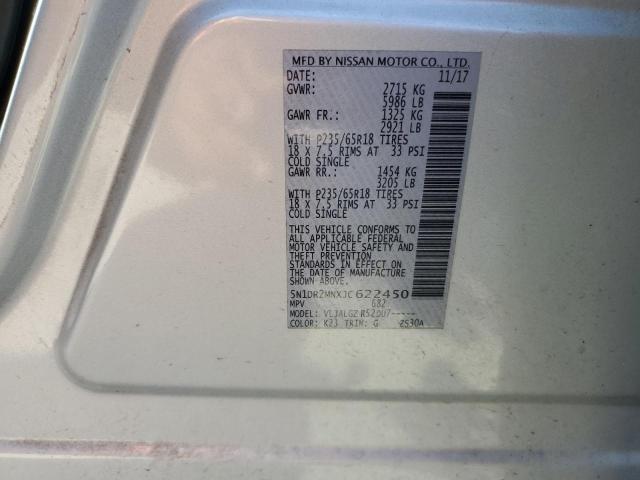 MFD BY NISSAN MOTOR CO., LTD.
DATE: 11/17
GVWR: 2715 KG
5986 LB
GAWR FR.: 1325 KG
2921 LB
WITH P235/65R18 TIRES
18 X 7.5 RIMS AT 33 PSI
COLD SINGLE
GAWR RR.: 1454 KG
3205 LB
WITH P235/65R18 TIRES
18 X 7.5 RIMS AT 33 PSI
COLD SINGLE
THIS VEHICLE CONFORMS TO
ALL APPLICABLE FEDERAL
MOTOR VEHICLE SAFETY AND
THEFT PREVENTION
STANDARDS IN EFFECT ON
THE DATE OF MANUFACTURE
SHOWN ABOVE.
5N1DR2MNXJC622450
MPV 682
MODEL:
COLOR: K23 TRIM: G ZS30A